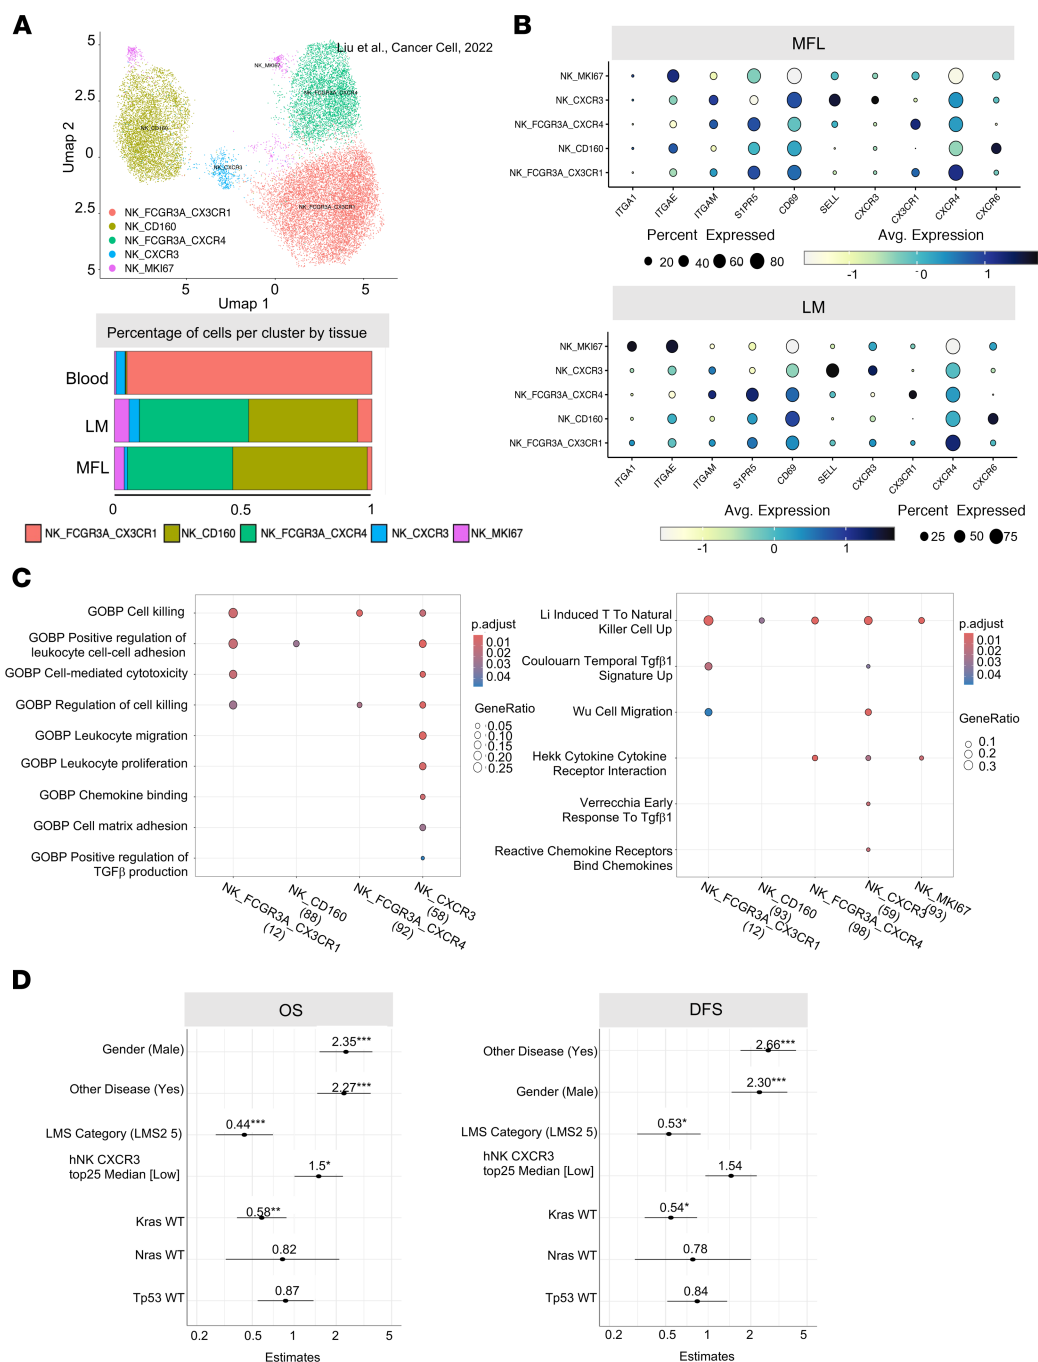 A
Liu et al., Cancer Cell, 2022
5
2.5
0
2.5
5
Umap 2
NK_MKI67
NK_FCGR3A_CXCR4
NK_CD160
NK_CXCR3
NK_FCGR3A_CX3CR1
NK_FCGR3A_CX3CR1
NK_CD160
NK_FCGR3A_CXCR4
NK_CXCR3
NK_MKI67
5 0 5
Umap 1
Percentage of cells per cluster by tissue
Blood
LM
MFL
0 0.5 1
NK_FCGR3A_CX3CR1 NK_CD160 NK_FCGR3A_CXCR4 NK_CXCR3 NK_MKI67
B
MFL
NK_MKI67
NK_CXCR3
NK_FCGR3A_CXCR4
NK_CD160
NK_FCGR3A_CX3CR1
ITGA1 ITGAE ITGAM S1PR5 CD69 SELL CXCR3 CX3CR1 CXCR4 CXCR6
Percent Expressed
20 40 60 80
Avg. Expression
-1 0 1
LM
NK_MKI67
NK_CXCR3
NK_FCGR3A_CXCR4
NK_CD160
NK_FCGR3A_CX3CR1
ITGA1 ITGAE ITGAM S1PR5 CD69 SELL CXCR3 CX3CR1 CXCR4 CXCR6
Avg. Expression
-1 0 1
Percent Expressed
25 50 75
C
GOBP Cell killing
GOBP Positive regulation of
leukocyte cell-cell adhesion
GOBP Cell-mediated cytotoxicity
GOBP Regulation of cell killing
GOBP Leukocyte migration
GOBP Leukocyte proliferation
GOBP Chemokine binding
GOBP Cell matrix adhesion
GOBP Positive regulation of
TGFβ production
NK_FCGR3A_CX3CR1
(12)
NK_CD160
(88)
NK_FCGR3A_CXCR4
(92)
NK_CXCR3
(58)
p.adjust
0.01
0.02
0.03
0.04
GeneRatio
0.05
0.10
0.15
0.20
0.25
Li Induced T To Natural
Killer Cell Up
Coulouarn Temporal Tgfβ1
Signature Up
Wu Cell Migration
Hekk Cytokine Cytokine
Receptor Interaction
Verrecchia Early
Response To Tgfβ1
Reactive Chemokine Receptors
Bind Chemokines
NK_FCGR3A_CX3CR1
(12)
NK_CD160
(93)
NK_FCGR3A_CXCR4
(98)
NK_CXCR3
(59)
NK_MKI67
(93)
p.adjust
0.01
0.02
0.03
0.04
GeneRatio
0.1
0.2
0.3
D
OS
Gender (Male)
2.35***
Other Disease (Yes)
2.27***
LMS Category (LMS2 5)
0.44***
hNK CXCR3
top25 Median [Low]
1.5*
Kras WT
0.58**
Nras WT
0.82
Tp53 WT
0.87
0.2 0.5 1 2 5
Estimates
DFS
Other Disease (Yes)
2.66***
Gender (Male)
2.30***
LMS Category (LMS2 5)
0.53*
hNK CXCR3
top25 Median [Low]
1.54
Kras WT
0.54*
Nras WT
0.78
Tp53 WT
0.84
0.2 0.5 1 2 5
Estimates